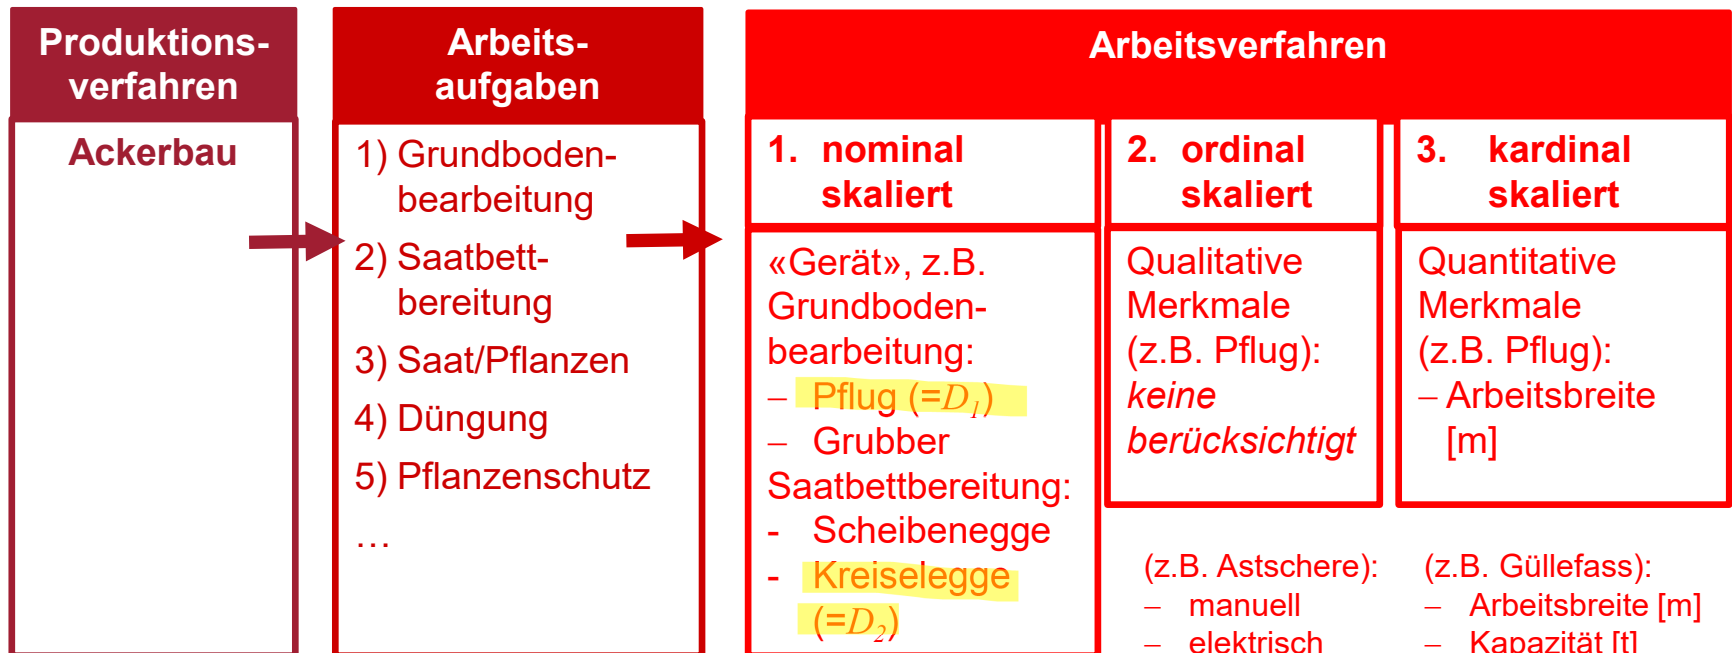 Produktions-
verfahren
Ackerbau
Arbeits-
aufgaben
1) Grundboden-
bearbeitung
2) Saatbett-
bereitung
3) Saat/Pflanzen
4) Düngung
5) Pflanzenschutz
…
Arbeitsverfahren
1. nominal
skaliert
«Gerät», z.B.
Grundboden-
bearbeitung:
– Pflug (=D₁)
– Grubber
Saatbettbereitung:
- Scheibenegge
- Kreiselegge
(=D₂)
2. ordinal
skaliert
Qualitative
Merkmale
(z.B. Pflug):
keine
berücksichtigt
(z.B. Astschere):
– manuell
– elektrisch
3. kardinal
skaliert
Quantitative
Merkmale
(z.B. Pflug):
– Arbeitsbreite
[m]
(z.B. Güllefass):
– Arbeitsbreite [m]
– Kapazität [t]